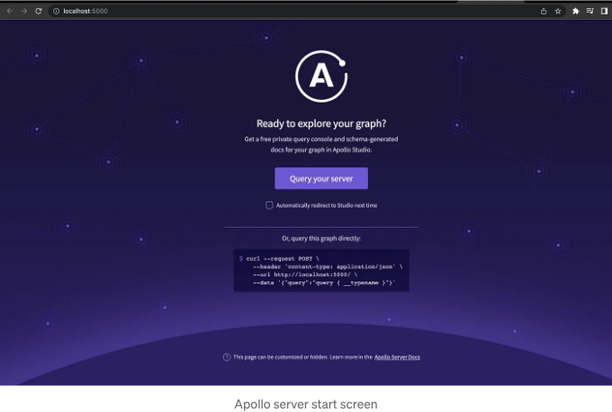 localhost:5000
A
Ready to explore your graph?
Get a free private query console and schema-generated
docs for your graph in Apollo Studio.
Query your server
Automatically redirect to Studio next time
Or, query this graph directly:
$ curl --request POST \
--header 'content-type: application/json' \
--url http://localhost:5000/ \
--data '{"query":"query { __typename }"}'
? This page can be customized or hidden. Learn more in the Apollo Server Docs
Apollo server start screen